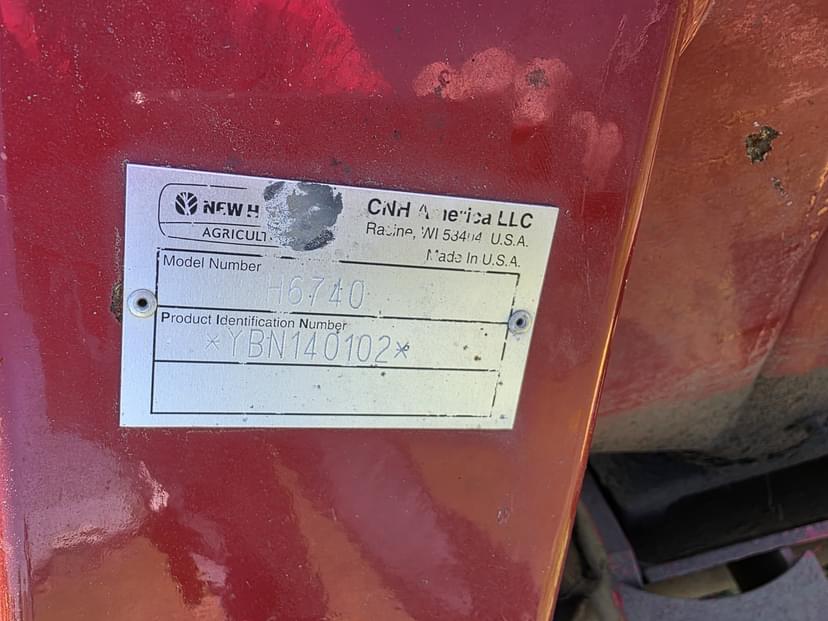 NEW H
AGRICULT
CNH America LLC
Racine, WI 53404 U.S.A.
Made In U.S.A.
Model Number
H6740
Product Identification Number
*YBN140102*